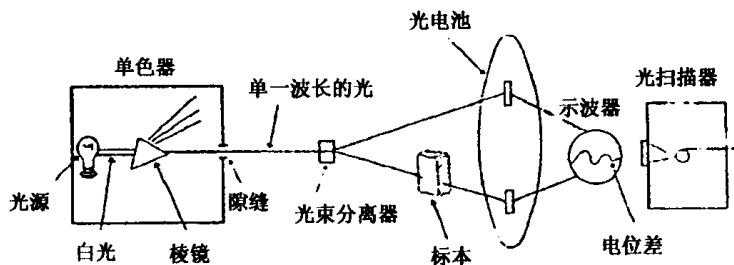 光电池
单色器
光扫描器
单一波长的光
示波器
光源
隙缝
光束分离器
标本
电位差
白光
棱镜